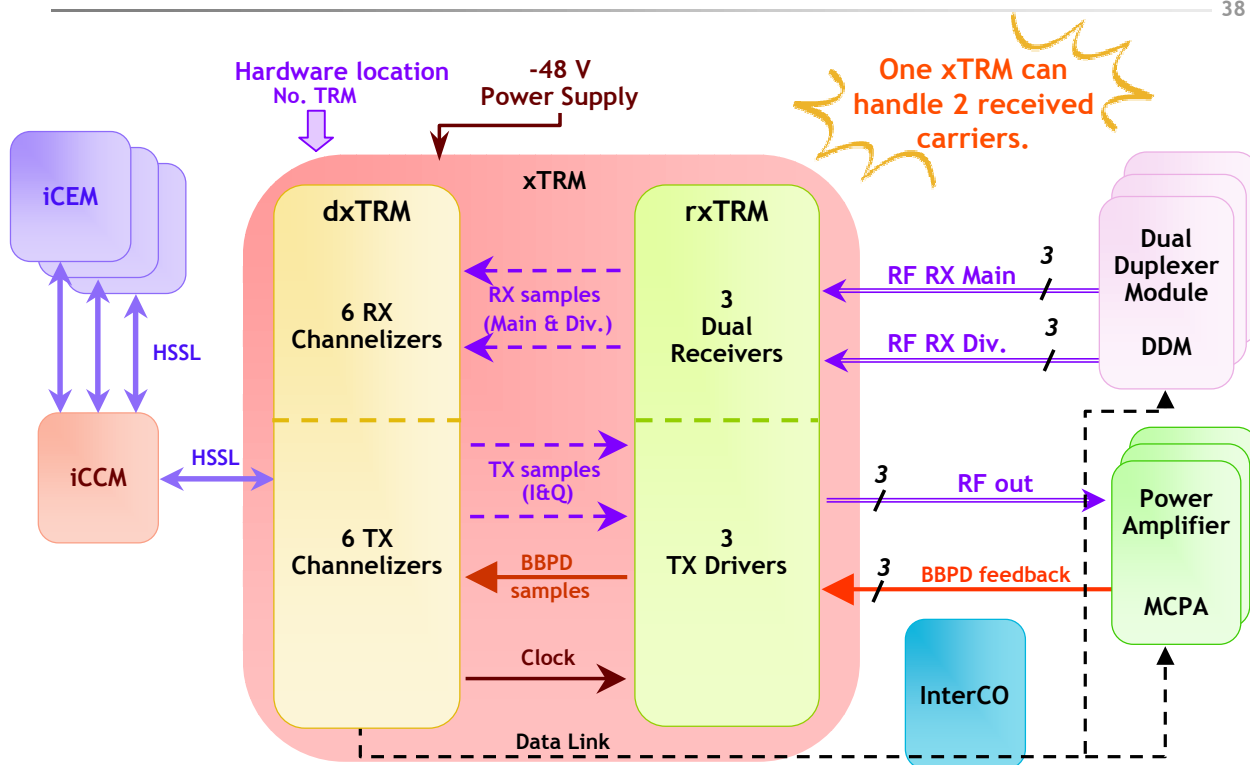 38
Hardware location
No. TRM
-48 V
Power Supply
One xTRM can
handle 2 received
carriers.
iCEM
HSSL
iCCM
HSSL
xTRM
dxTRM
6 RX
Channelizers
6 TX
Channelizers
RX samples
(Main & Div.)
TX samples
(I&Q)
BBPD
samples
Clock
Data Link
rxTRM
3
Dual
Receivers
3
TX Drivers
RF RX Main
3
RF RX Div.
3
3
RF out
3
BBPD feedback
Dual
Duplexer
Module
DDM
Power
Amplifier
MCPA
InterCO